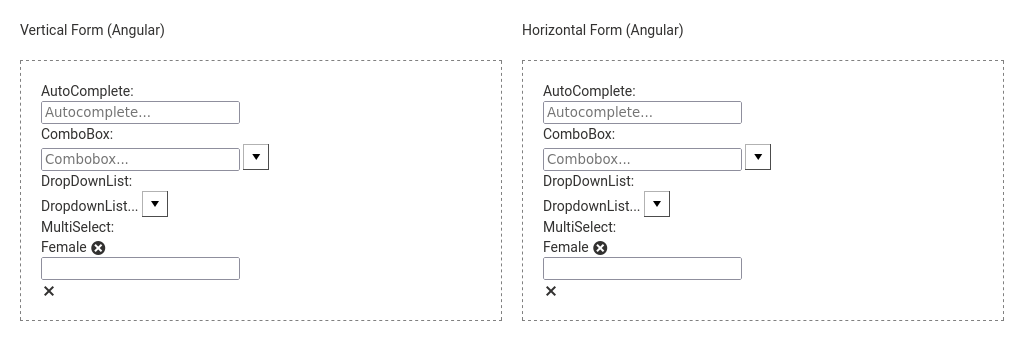 Vertical Form (Angular)
AutoComplete:
Autocomplete...
ComboBox:
Combobox...
DropDownList:
DropdownList...
MultiSelect:
Female
Horizontal Form (Angular)
AutoComplete:
Autocomplete...
ComboBox:
Combobox...
DropDownList:
DropdownList...
MultiSelect:
Female